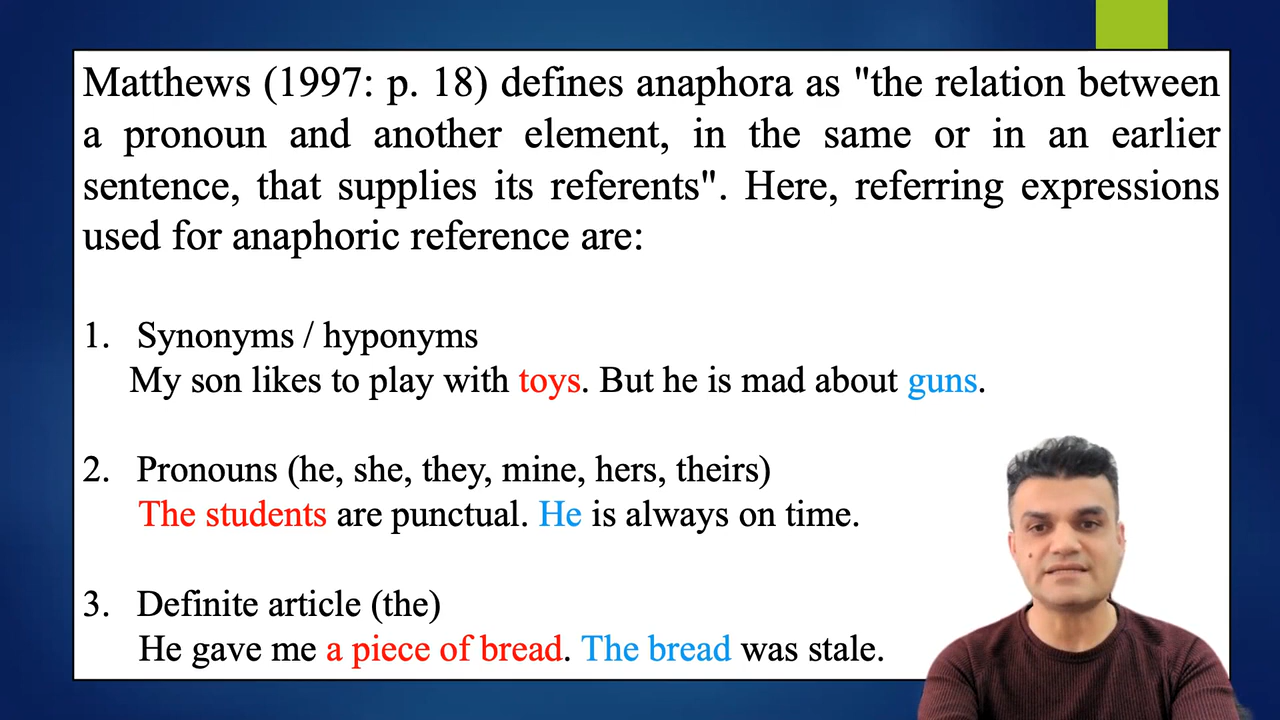 Matthews (1997: p. 18) defines anaphora as "the relation between
a pronoun and another element, in the same or in an earlier
sentence, that supplies its referents". Here, referring expressions
used for anaphoric reference are:
1. Synonyms / hyponyms
My son likes to play with toys. But he is mad about guns.
2. Pronouns (he, she, they, mine, hers, theirs)
The students are punctual. He is always on time.
3. Definite article (the)
He gave me a piece of bread. The bread was stale.